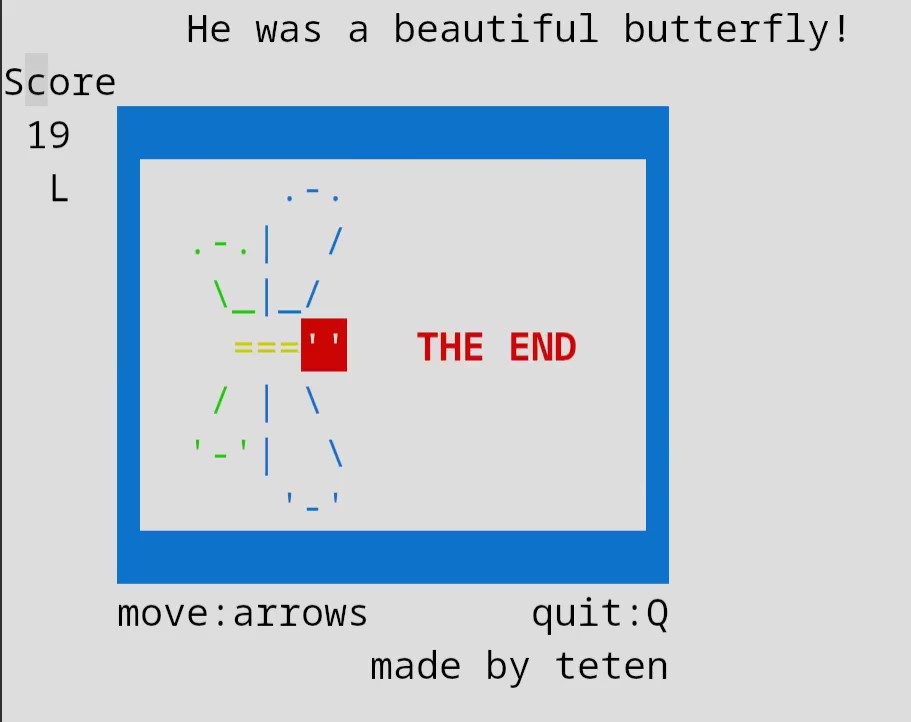 He was a beautiful butterfly!
Score
19
L
THE END
move:arrows quit:Q
made by teten